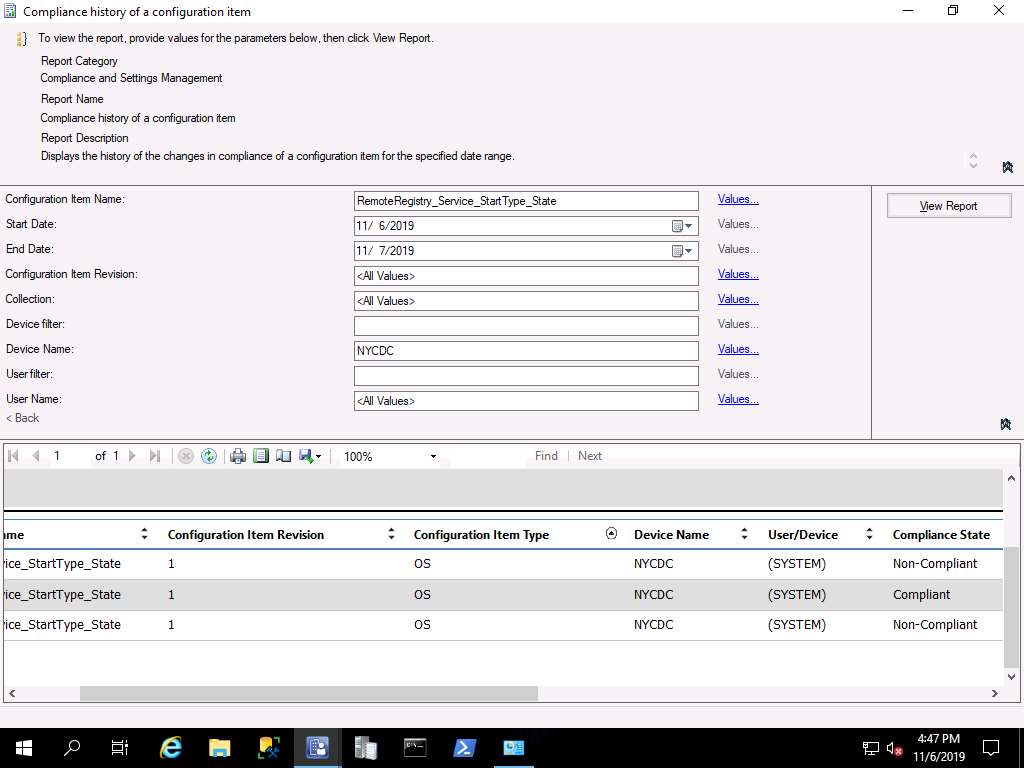 Compliance history of a configuration item
To view the report, provide values for the parameters below, then click View Report.
Report Category
Compliance and Settings Management
Report Name
Compliance history of a configuration item
Report Description
Displays the history of the changes in compliance of a configuration item for the specified date range.
Configuration Item Name: RemoteRegistry_Service_StartType_State Values... View Report
Start Date: 11/ 6/2019 Values...
End Date: 11/ 7/2019 Values...
Configuration Item Revision: <All Values> Values...
Collection: <All Values> Values...
Device filter: Values...
Device Name: NYCDC Values...
User filter: Values...
User Name: <All Values> Values...
< Back
1 of 1 100% Find | Next
ame Configuration Item Revision Configuration Item Type Device Name User/Device Compliance State
vice_StartType_State 1 OS NYCDC (SYSTEM) Non-Compliant
vice_StartType_State 1 OS NYCDC (SYSTEM) Compliant
vice_StartType_State 1 OS NYCDC (SYSTEM) Non-Compliant
4:47 PM
11/6/2019